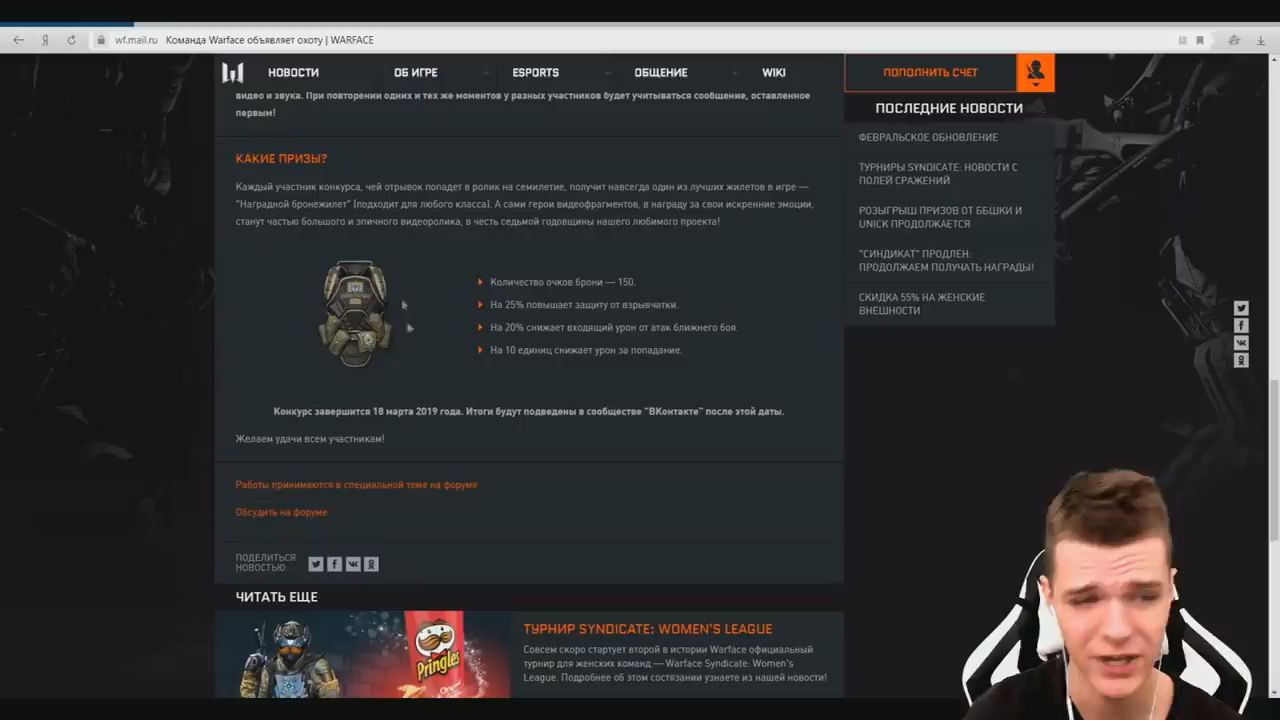 wf.mail.ru Команда Warface объявляет охоту | WARFACE
НОВОСТИ
ОБ ИГРЕ
ESPORTS
ОБЩЕНИЕ
WIKI
ПОПОЛНИТЬ СЧЕТ
видео и звука. При повторении одних и тех же моментов у разных участников будет учитываться сообщение, оставленное
первым!
КАКИЕ ПРИЗЫ?
Каждый участник конкурса, чей отрывок попадет в ролик на семилетие, получит навсегда один из лучших жилетов в игре —
"Наградной бронежилет" (подходит для любого класса). А сами герои видеофрагментов, в награду за свои искренние эмоции,
станут частью большого и эпичного видеоролика, в честь седьмой годовщины нашего любимого проекта!
Количество очков брони — 150.
На 25% повышает защиту от взрывчатки.
На 20% снижает входящий урон от атак ближнего боя.
На 10 единиц снижает урон за попадание.
Конкурс завершится 18 марта 2019 года. Итоги будут подведены в сообществе "ВКонтакте" после этой даты.
Желаем удачи всем участникам!
Работы принимаются в специальной теме на форуме
Обсудить на форуме
ПОДЕЛИТЬСЯ
НОВОСТЬЮ
ЧИТАТЬ ЕЩЕ
Pringles
ТУРНИР SYNDICATE: WOMEN'S LEAGUE
Совсем скоро стартует второй в истории Warface официальный
турнир для женских команд — Warface Syndicate: Women's
League. Подробнее об этом состязании узнаете из нашей новости!
ПОСЛЕДНИЕ НОВОСТИ
ФЕВРАЛЬСКОЕ ОБНОВЛЕНИЕ
ТУРНИРЫ SYNDICATE: НОВОСТИ С
ПОЛЕЙ СРАЖЕНИЙ
РОЗЫГРЫШ ПРИЗОВ ОТ ББШКИ И
UNICK ПРОДОЛЖАЕТСЯ
"СИНДИКАТ" ПРОДЛЕН:
ПРОДОЛЖАЕМ ПОЛУЧАТЬ НАГРАДЫ!
СКИДКА 55% НА ЖЕНСКИЕ
ВНЕШНОСТИ